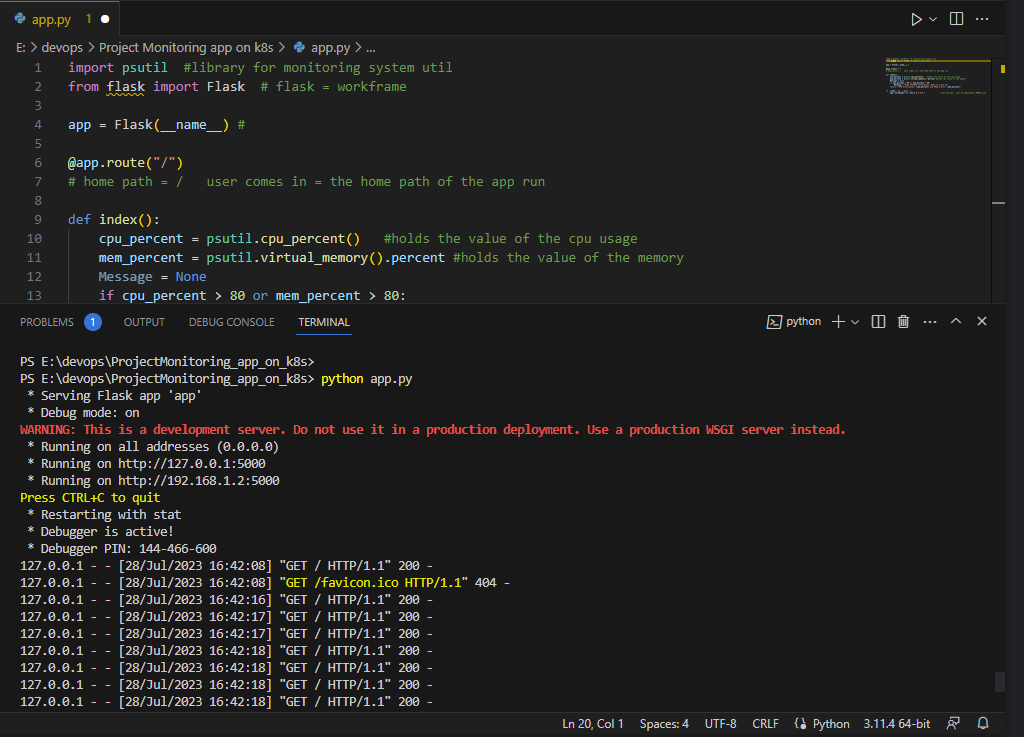 app.py 1
E: > devops > Project Monitoring app on k8s > app.py > ...
1 import psutil #library for monitoring system util
2 from flask import Flask # flask = workframe
3
4 app = Flask(__name__) #
5
6 @app.route("/")
7 # home path = / user comes in = the home path of the app run
8
9 def index():
10 cpu_percent = psutil.cpu_percent() #holds the value of the cpu usage
11 mem_percent = psutil.virtual_memory().percent #holds the value of the memory
12 Message = None
13 if cpu_percent > 80 or mem_percent > 80:
PROBLEMS 1 OUTPUT DEBUG CONSOLE TERMINAL python
PS E:\devops\ProjectMonitoring_app_on_k8s>
PS E:\devops\ProjectMonitoring_app_on_k8s> python app.py
* Serving Flask app 'app'
* Debug mode: on
WARNING: This is a development server. Do not use it in a production deployment. Use a production WSGI server instead.
* Running on all addresses (0.0.0.0)
* Running on http://127.0.0.1:5000
* Running on http://192.168.1.2:5000
Press CTRL+C to quit
* Restarting with stat
* Debugger is active!
* Debugger PIN: 144-466-600
127.0.0.1 - - [28/Jul/2023 16:42:08] "GET / HTTP/1.1" 200 -
127.0.0.1 - - [28/Jul/2023 16:42:08] "GET /favicon.ico HTTP/1.1" 404 -
127.0.0.1 - - [28/Jul/2023 16:42:16] "GET / HTTP/1.1" 200 -
127.0.0.1 - - [28/Jul/2023 16:42:17] "GET / HTTP/1.1" 200 -
127.0.0.1 - - [28/Jul/2023 16:42:17] "GET / HTTP/1.1" 200 -
127.0.0.1 - - [28/Jul/2023 16:42:18] "GET / HTTP/1.1" 200 -
127.0.0.1 - - [28/Jul/2023 16:42:18] "GET / HTTP/1.1" 200 -
127.0.0.1 - - [28/Jul/2023 16:42:18] "GET / HTTP/1.1" 200 -
127.0.0.1 - - [28/Jul/2023 16:42:18] "GET / HTTP/1.1" 200 -
Ln 20, Col 1 Spaces: 4 UTF-8 CRLF Python 3.11.4 64-bit